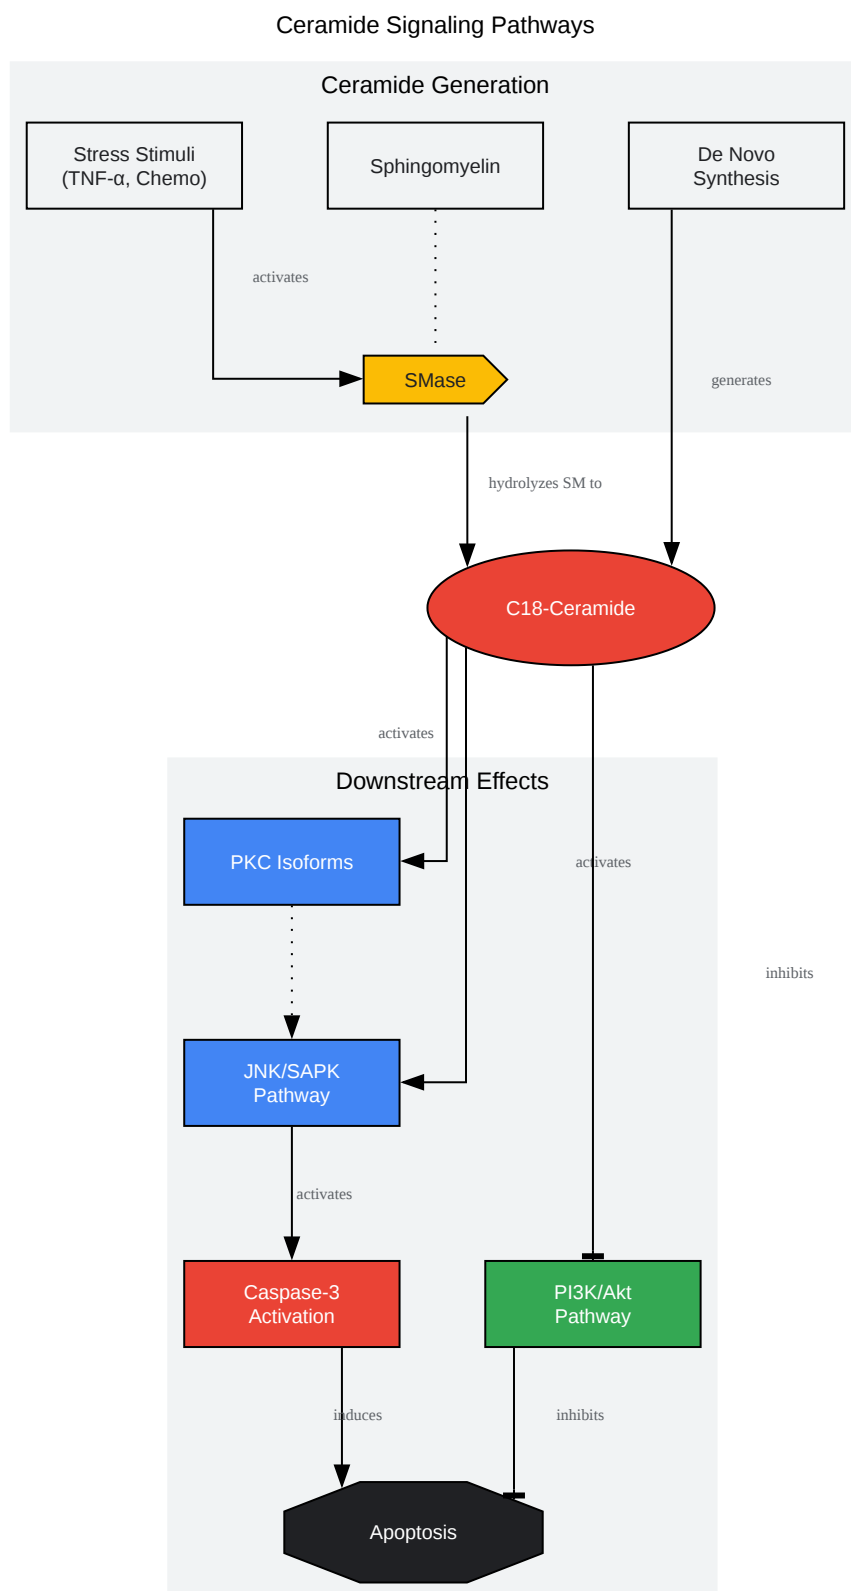 Ceramide Signaling Pathways
Ceramide Generation
Stress Stimuli
(TNF-α, Chemo)
Sphingomyelin
De Novo
Synthesis
activates
SMase
generates
hydrolyzes SM to
C18-Ceramide
activates
Downstream Effects
PKC Isoforms
activates
inhibits
JNK/SAPK
Pathway
activates
Caspase-3
Activation
PI3K/Akt
Pathway
induces
inhibits
Apoptosis